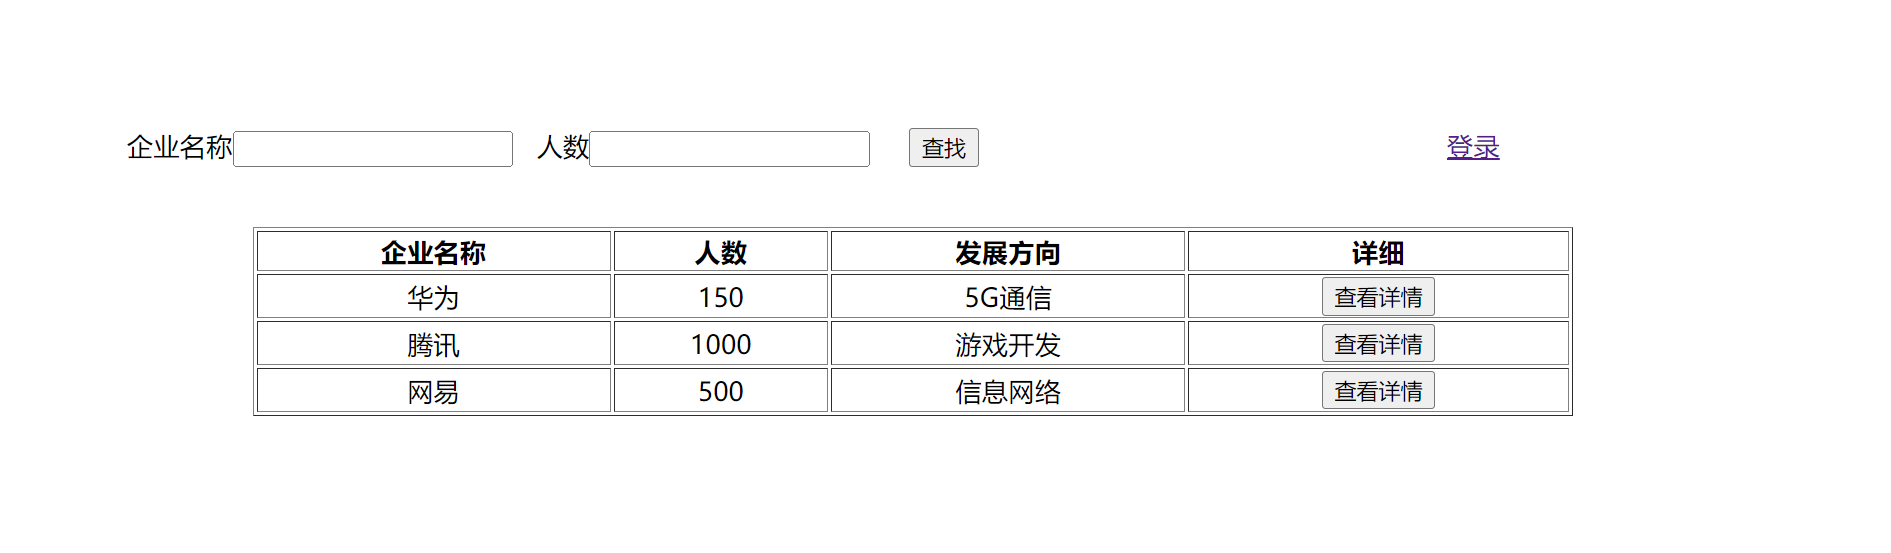 企业名称 人数 查找 登录
企业名称 人数 发展方向 详细
华为 150 5G通信 查看详情
腾讯 1000 游戏开发 查看详情
网易 500 信息网络 查看详情